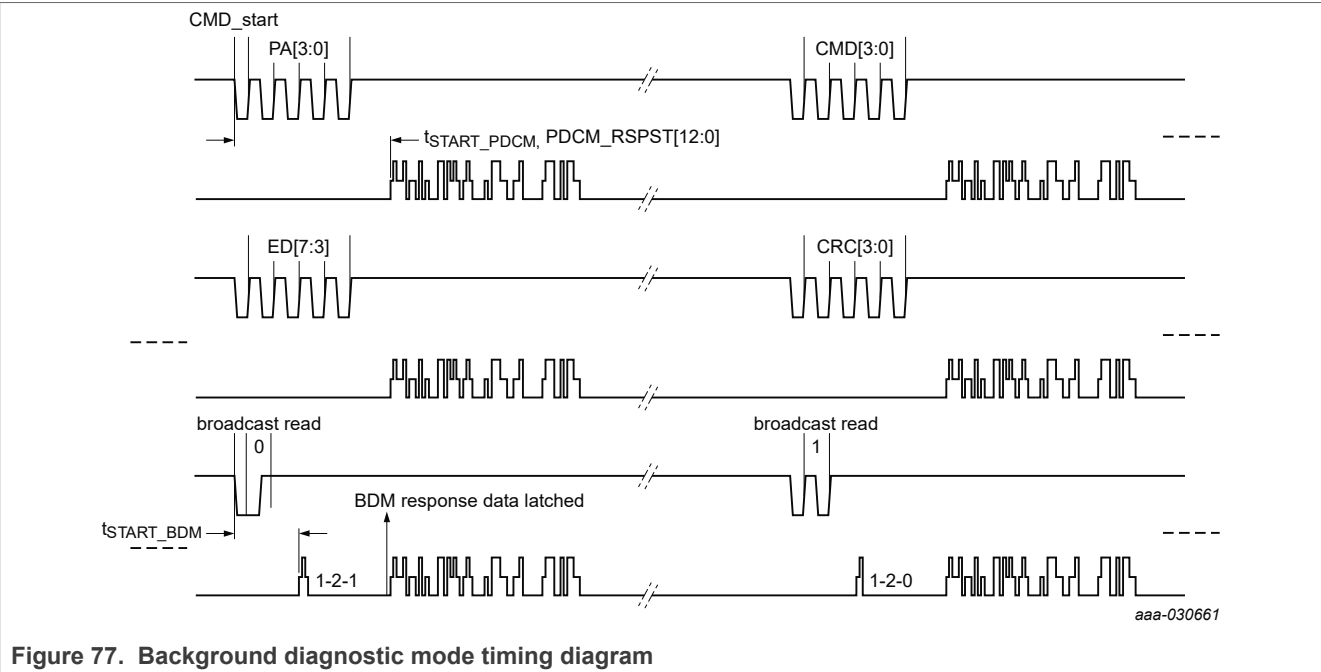 CMD_start
PA[3:0]
CMD[3:0]
tSTART_PDCM, PDCM_RSPST[12:0]
ED[7:3]
CRC[3:0]
broadcast read
0
broadcast read
1
BDM response data latched
tSTART_BDM
1-2-1
1-2-0
aaa-030661
Figure 77. Background diagnostic mode timing diagram